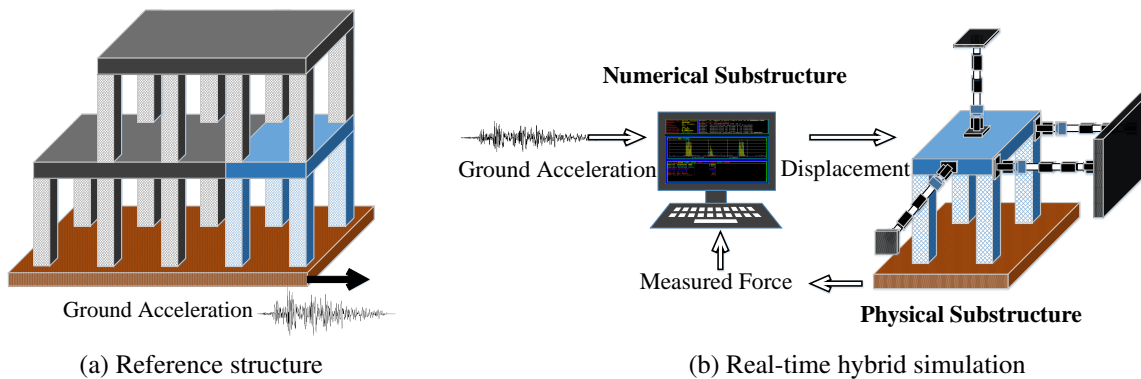 Ground Acceleration
(a) Reference structure
Numerical Substructure
Ground Acceleration
Displacement
Measured Force
Physical Substructure
(b) Real-time hybrid simulation